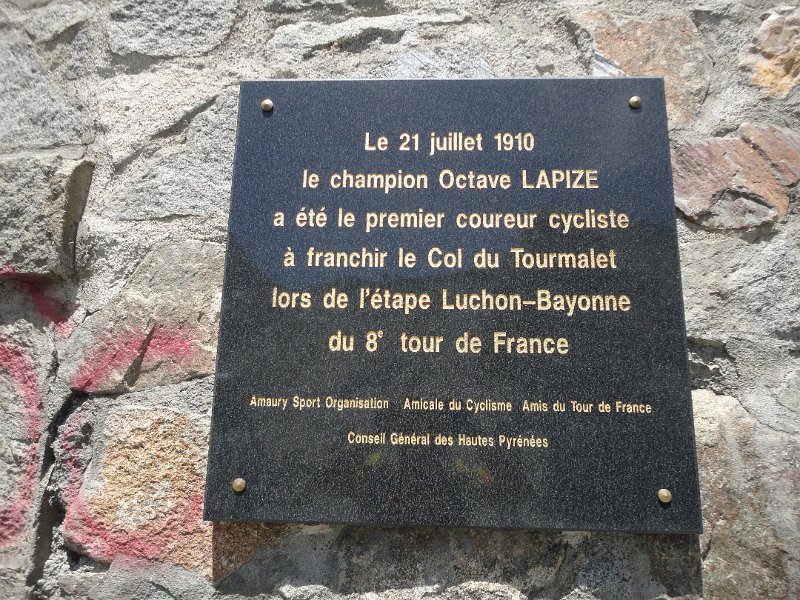 Le 21 juillet 1910
le champion Octave LAPIZE
a été le premier coureur cycliste
à franchir le Col du Tourmalet
lors de l'étape Luchon–Bayonne
du 8e tour de France
Amaury Sport Organisation Amicale du Cyclisme Amis du Tour de France
Conseil Général des Hautes Pyrénées